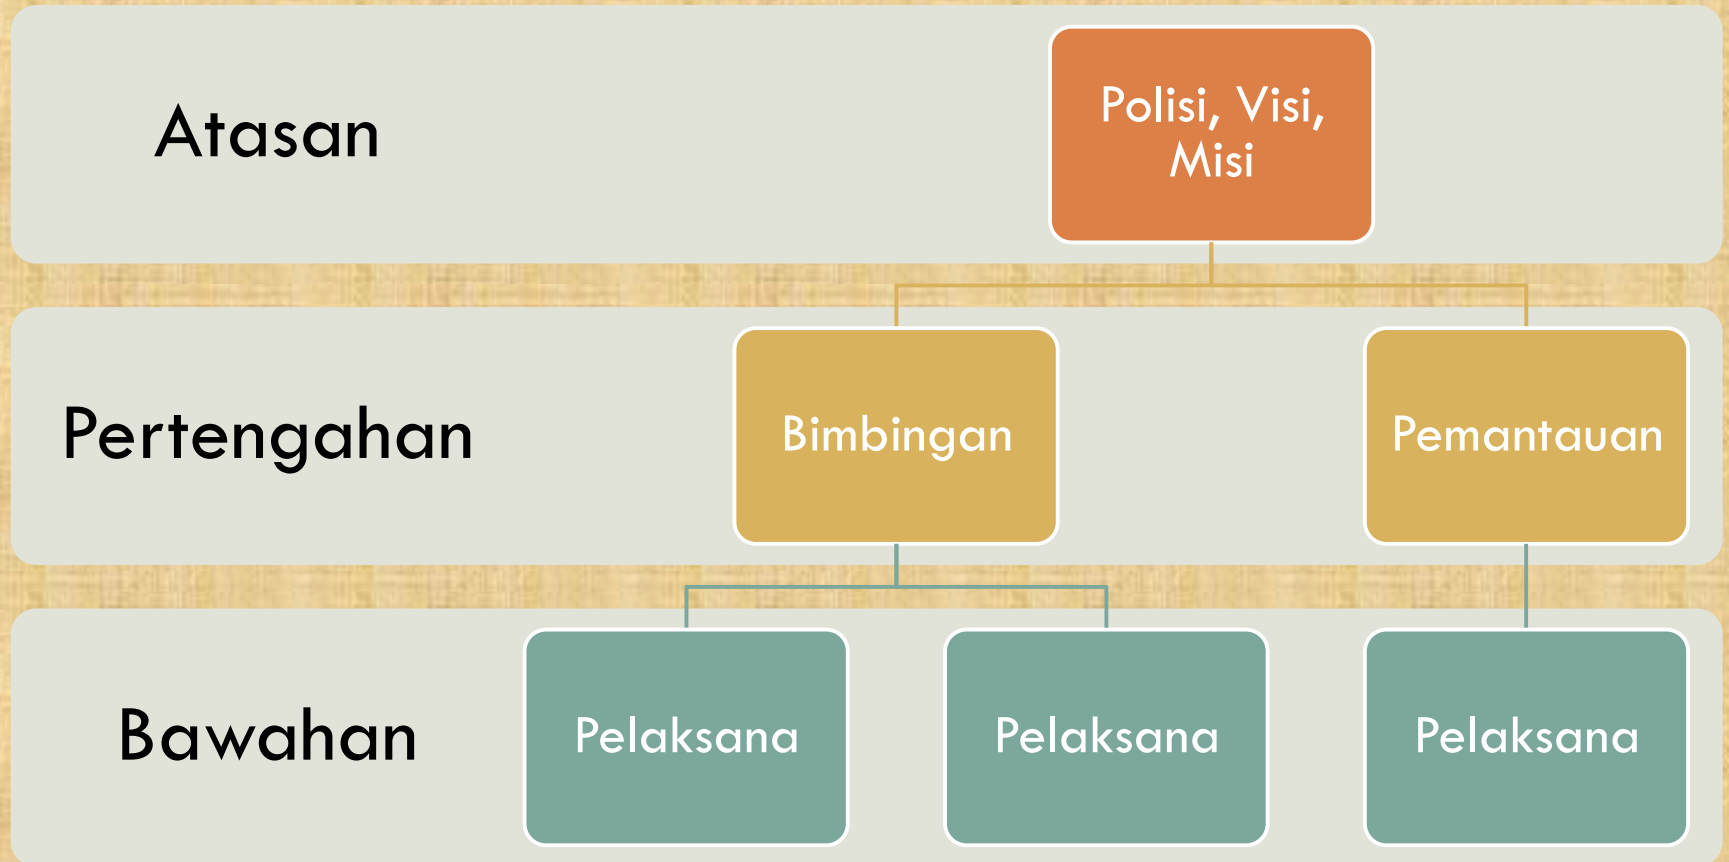 Atasan
Polisi, Visi,
Misi
Pertengahan
Bimbingan
Pemantauan
Bawahan
Pelaksana
Pelaksana
Pelaksana